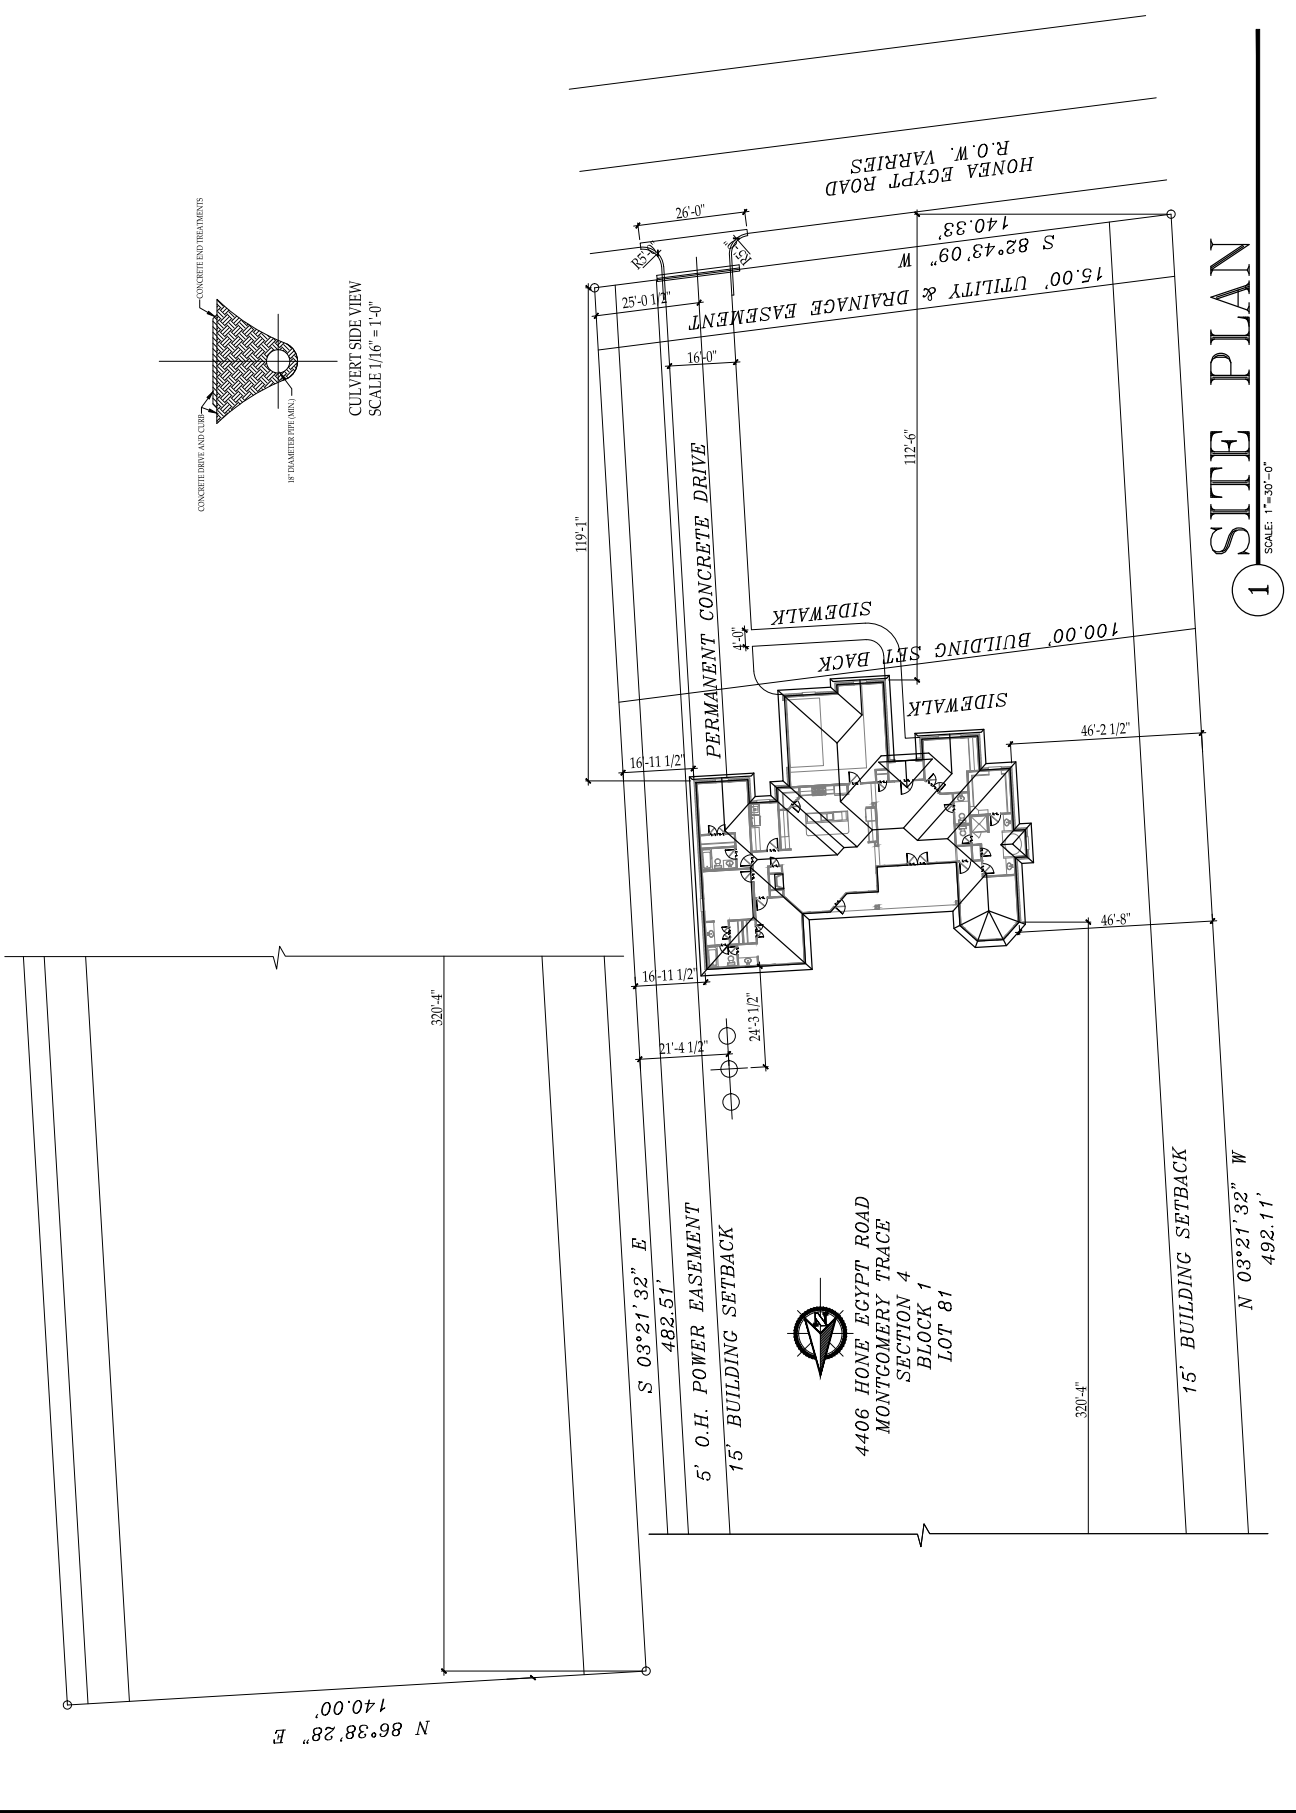 HONEA EGYPT ROAD
R.O.W. VARRIES
26'-0"
R5'-0"
R5'-0"
S 82°43'09" W
140.33'
15.00' UTILITY & DRAINAGE EASEMENT
25'-0 1/2"
16'-0"
CONCRETE END TREATMENTS
CONCRETE DRIVE AND CURB
18" DIAMETER PIPE (MIN.)
CULVERT SIDE VIEW
SCALE 1/16" = 1'-0"
119'-1"
112'-6"
PERMANENT CONCRETE DRIVE
SIDEWALK
4'-0"
100.00' BUILDING SET BACK
SIDEWALK
16'-11 1/2"
46'-2 1/2"
46'-8"
16'-11 1/2"
24'-3 1/2"
21'-4 1/2"
320'-4"
S 03°21'32" E
482.51'
5' O.H. POWER EASEMENT
15' BUILDING SETBACK
N
4406 HONE EGYPT ROAD
MONTGOMERY TRACE
SECTION 4
BLOCK 1
LOT 81
320'-4"
15' BUILDING SETBACK
N 03°21'32" W
492.11'
N 86°38'28" E
140.00'
1
SITE PLAN
SCALE: 1"=30'-0"